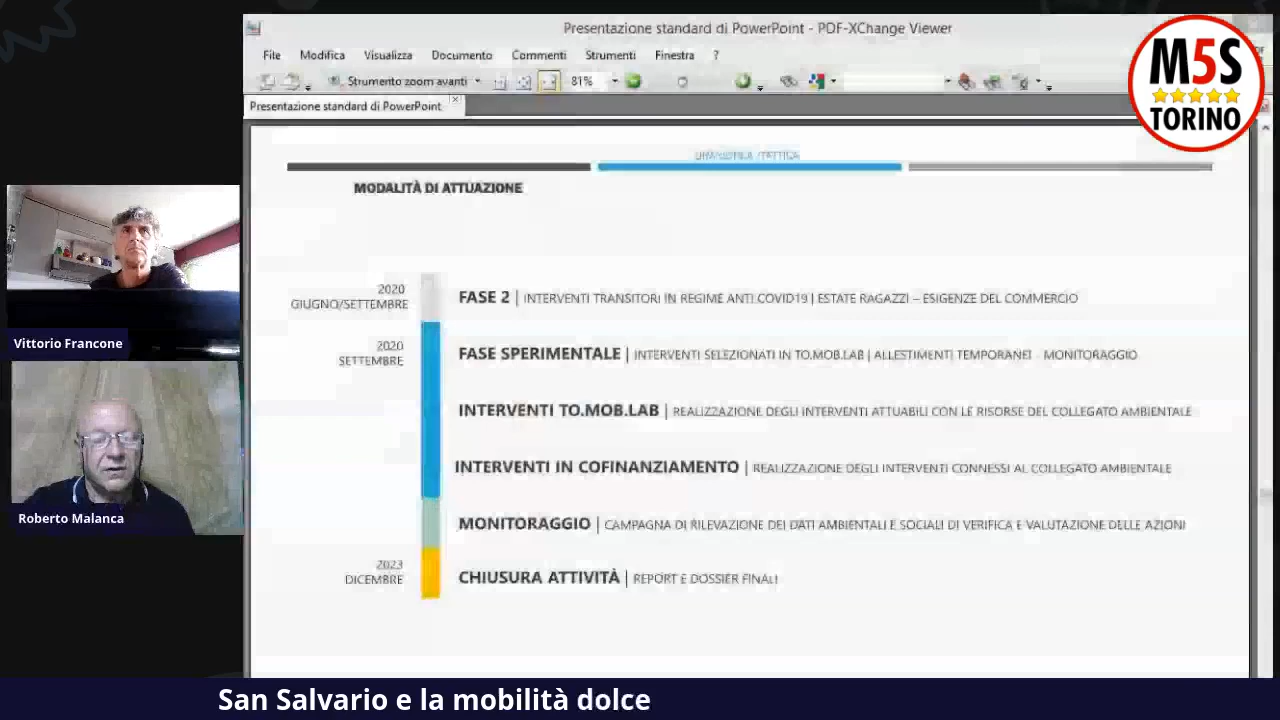 Presentazione standard di PowerPoint - PDF-XChange Viewer
File Modifica Visualizza Documento Commenti Strumenti Finestra ?
Strumento zoom avanti 81%
Presentazione standard di PowerPoint
M5S
TORINO
MODALITÀ DI ATTUAZIONE
2020
GIUGNO/SETTEMBRE
FASE 2 | INTERVENTI TRANSITORI IN REGIME ANTI COVID19 | ESTATE RAGAZZI – ESIGENZE DEL COMMERCIO
2020
SETTEMBRE
FASE SPERIMENTALE | INTERVENTI SELEZIONATI IN TO.MOB.LAB | ALLESTIMENTI TEMPORANEI - MONITORAGGIO
INTERVENTI TO.MOB.LAB | REALIZZAZIONE DEGLI INTERVENTI ATTUABILI CON LE RISORSE DEL COLLEGATO AMBIENTALE
INTERVENTI IN COFINANZIAMENTO | REALIZZAZIONE DEGLI INTERVENTI CONNESSI AL COLLEGATO AMBIENTALE
MONITORAGGIO | CAMPAGNA DI RILEVAZIONE DEI DATI AMBIENTALI E SOCIALI DI VERIFICA E VALUTAZIONE DELLE AZIONI
2023
DICEMBRE
CHIUSURA ATTIVITÀ | REPORT E DOSSIER FINALI
Vittorio Francone
Roberto Malanca
San Salvario e la mobilità dolce